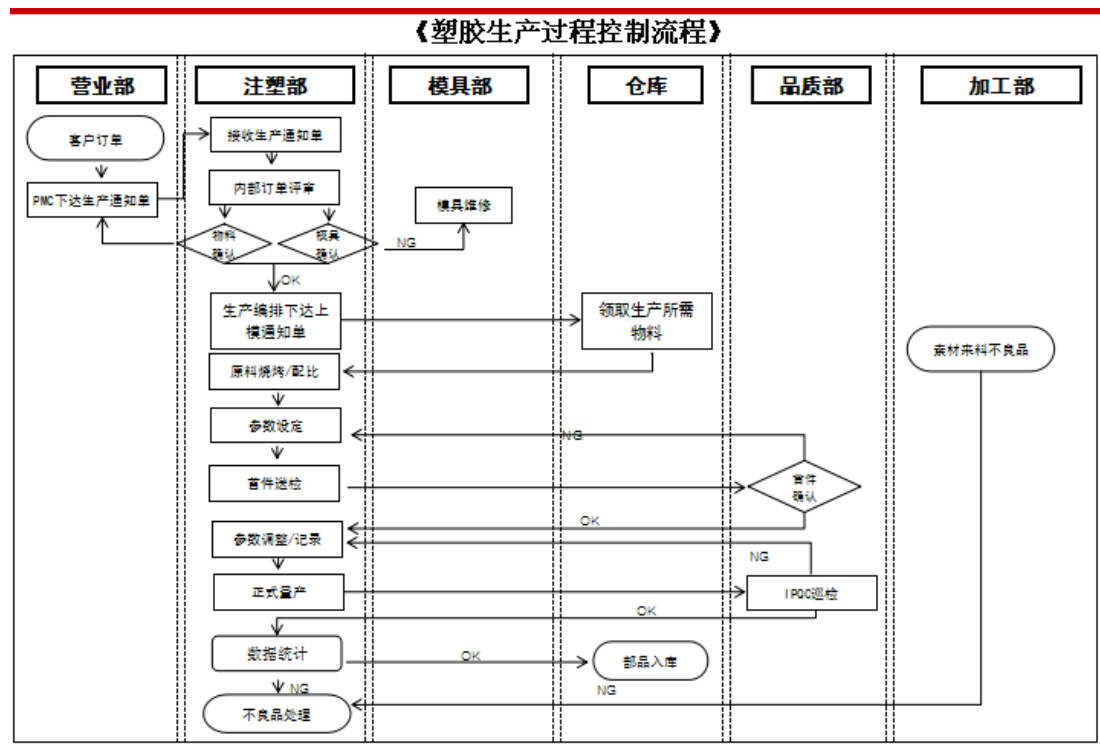 《塑胶生产过程控制流程》
营业部
注塑部
模具部
仓库
品质部
加工部
客户订单
接收生产通知单
PMC下达生产通知单
内部订单评审
模具维修
物料
确认
模具
确认
NG
OK
生产编排下达上
模通知单
领取生产所需
物料
素材来料不良品
原料烧烤/配比
参数设定
NG
首件送检
首件
确认
OK
参数调整/记录
NG
正式量产
IPQC巡检
OK
数据统计
OK
部品入库
NG
NG
不良品处理